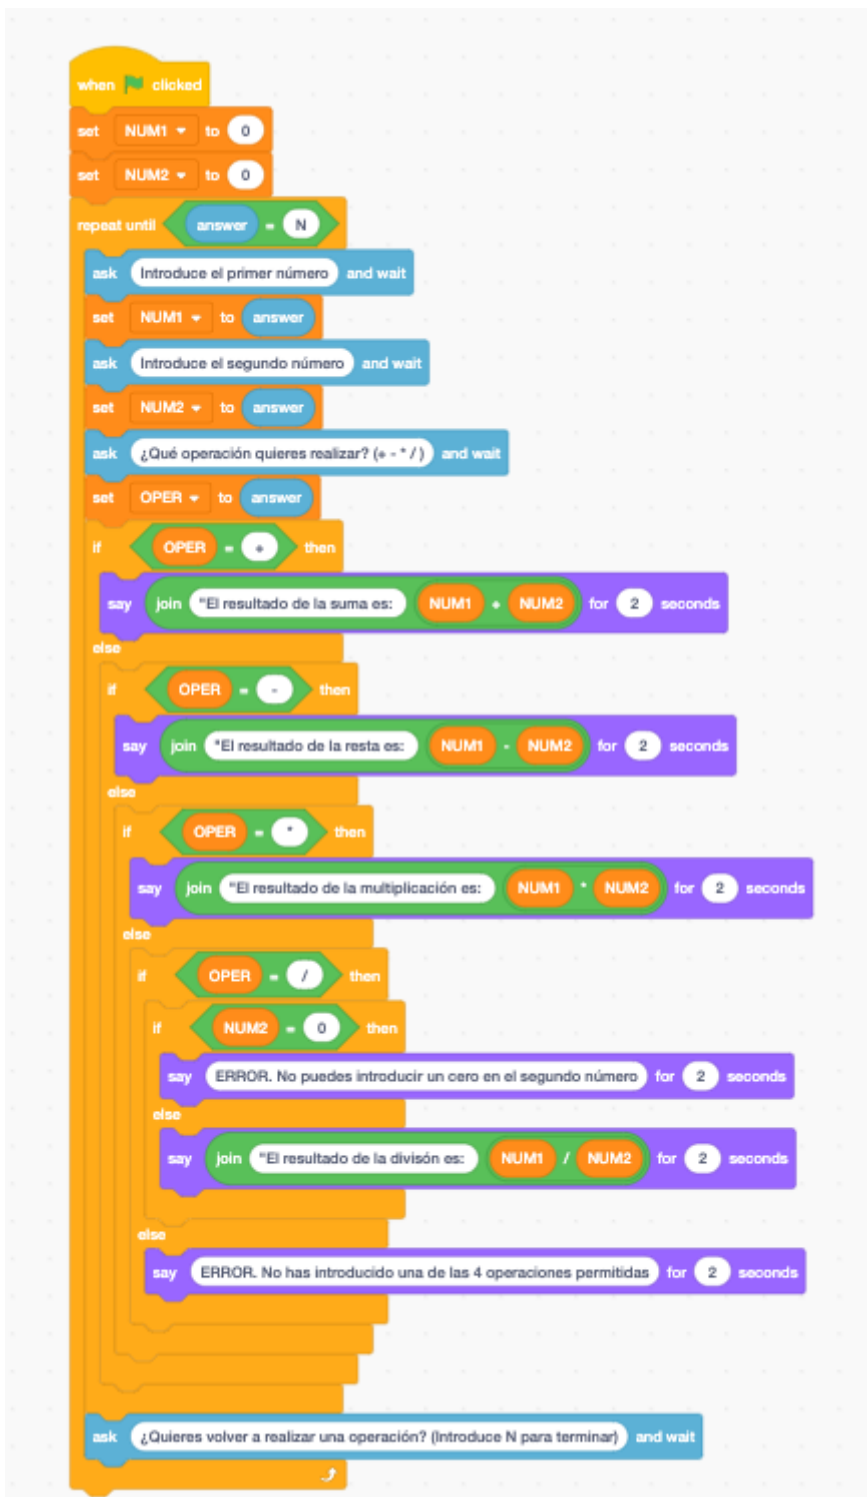 when clicked
set NUM1 to 0
set NUM2 to 0
repeat until answer = N
ask Introduce el primer número and wait
set NUM1 to answer
ask Introduce el segundo número and wait
set NUM2 to answer
ask ¿Qué operación quieres realizar? (+ - * / ) and wait
set OPER to answer
if OPER = + then
say join "El resultado de la suma es: NUM1 + NUM2 for 2 seconds
else
if OPER = - then
say join "El resultado de la resta es: NUM1 - NUM2 for 2 seconds
else
if OPER = * then
say join "El resultado de la multiplicación es: NUM1 * NUM2 for 2 seconds
else
if OPER = / then
if NUM2 = 0 then
say ERROR. No puedes introducir un cero en el segundo número for 2 seconds
else
say join "El resultado de la divisón es: NUM1 / NUM2 for 2 seconds
else
say ERROR. No has introducido una de las 4 operaciones permitidas for 2 seconds
ask ¿Quieres volver a realizar una operación? (Introduce N para terminar) and wait